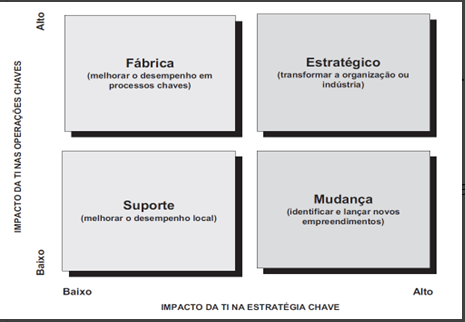 IMPACTO DA TI NAS OPERAÇÕES CHAVES
Alto
Fábrica
(melhorar o desempenho em
processos chaves)
Estratégico
(transformar a organização ou
indústria)
Suporte
(melhorar o desempenho local)
Mudança
(identificar e lançar novos
empreendimentos)
Baixo
Baixo
Alto
IMPACTO DA TI NA ESTRATÉGIA CHAVE